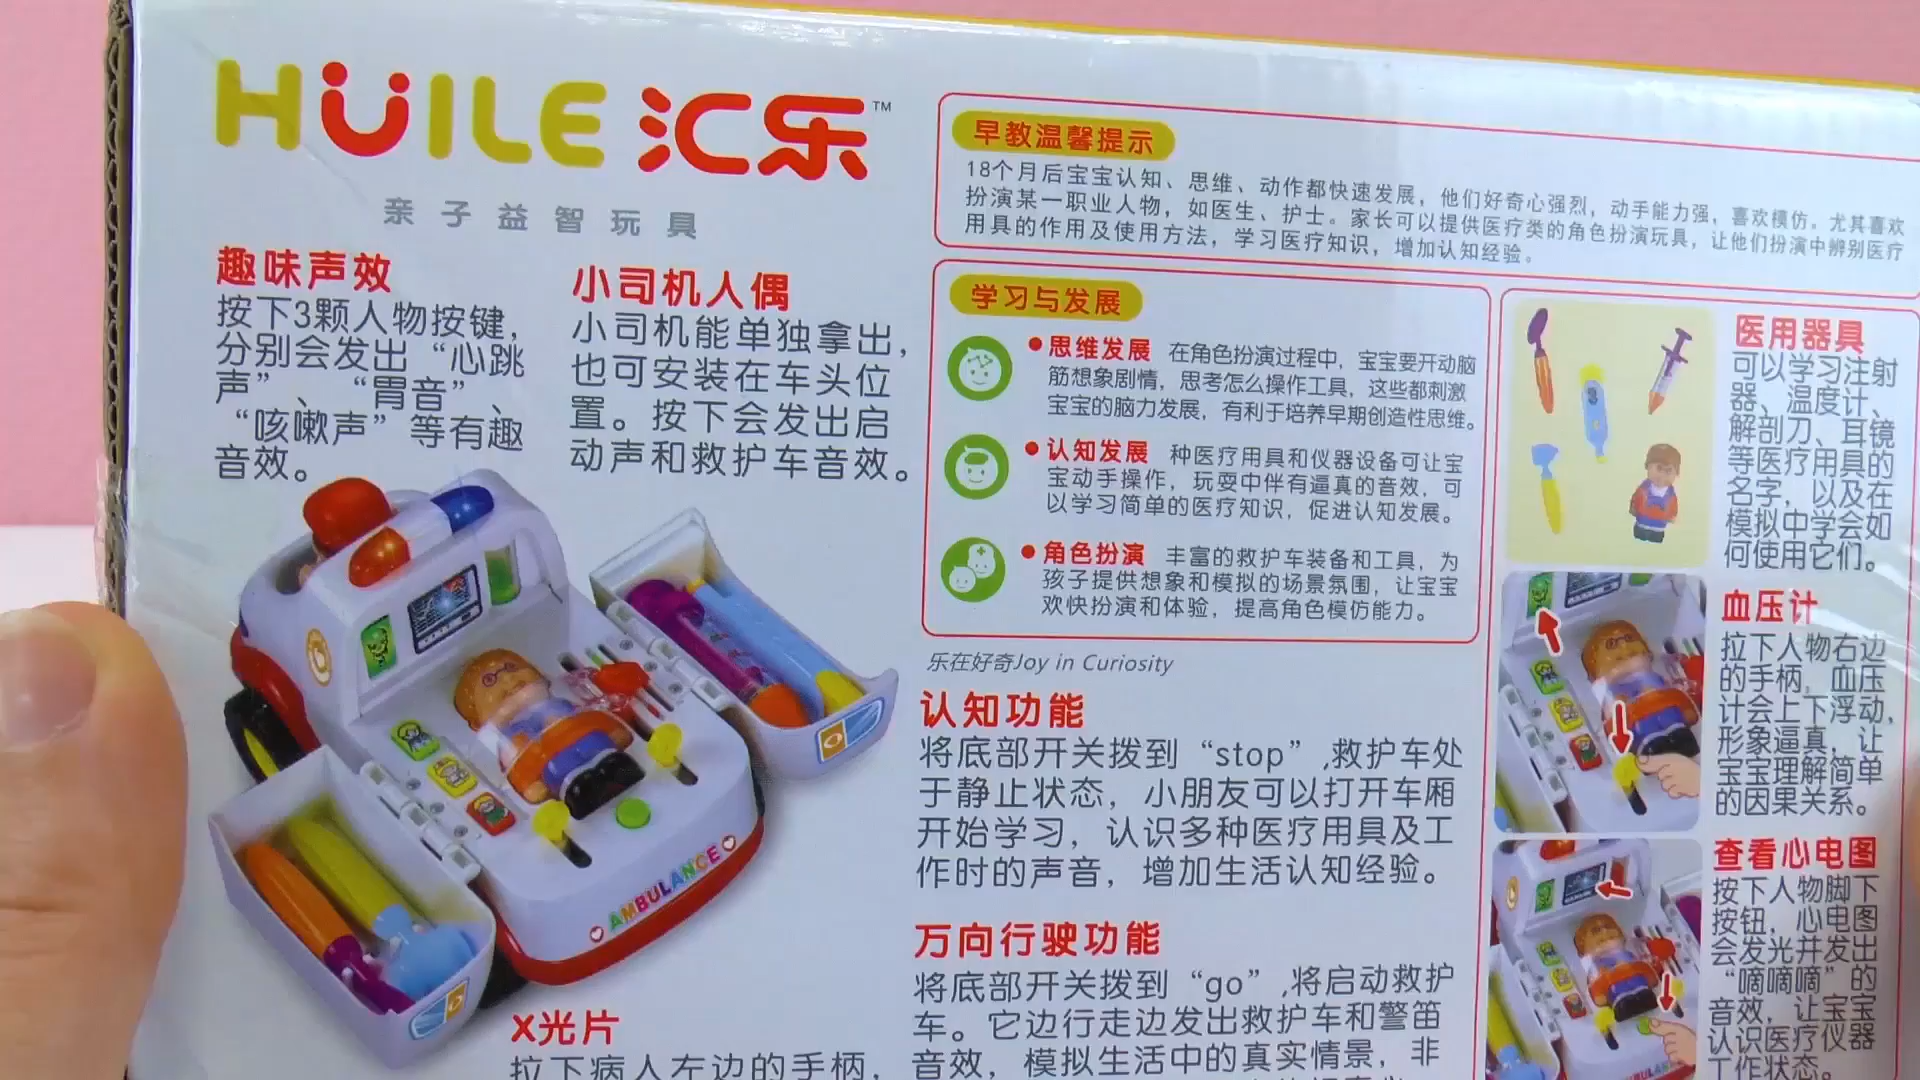 HUILE 汇乐™
亲子益智玩具
趣味声效
按下3颗人物按键，
分别会发出“心跳
声”、“胃音”、
“咳嗽声”等有趣
音效。
小司机人偶
小司机能单独拿出，
也可安装在车头位
置。按下会发出启
动声和救护车音效。
AMBULANCE
X光片
拉下病人左边的手柄，
早教温馨提示
18个月后宝宝认知、思维、动作都快速发展，他们好奇心强烈，动手能力强，喜欢模仿。尤其喜欢
扮演某一职业人物，如医生、护士。家长可以提供医疗类的角色扮演玩具，让他们扮演中辨别医疗
用具的作用及使用方法，学习医疗知识，增加认知经验。
学习与发展
●思维发展 在角色扮演过程中，宝宝要开动脑
筋想象剧情，思考怎么操作工具，这些都刺激
宝宝的脑力发展，有利于培养早期创造性思维。
●认知发展 种医疗用具和仪器设备可让宝
宝动手操作，玩耍中伴有逼真的音效，可
以学习简单的医疗知识，促进认知发展。
●角色扮演 丰富的救护车装备和工具，为
孩子提供想象和模拟的场景氛围，让宝宝
欢快扮演和体验，提高角色模仿能力。
乐在好奇Joy in Curiosity
认知功能
将底部开关拨到“stop”,救护车处
于静止状态，小朋友可以打开车厢
开始学习，认识多种医疗用具及工
作时的声音，增加生活认知经验。
万向行驶功能
将底部开关拨到“go”,将启动救护
车。它边行走边发出救护车和警笛
音效，模拟生活中的真实情景，非
医用器具
可以学习注射
器、温度计、
解剖刀、耳镜
等医疗用具的
名字，以及在
模拟中学会如
何使用它们。
血压计
拉下人物右边
的手柄，血压
计会上下浮动，
形象逼真，让
宝宝理解简单
的因果关系。
查看心电图
按下人物脚下
按钮，心电图
会发光并发出
“嘀嘀嘀”的
音效，让宝宝
认识医疗仪器
工作状态。